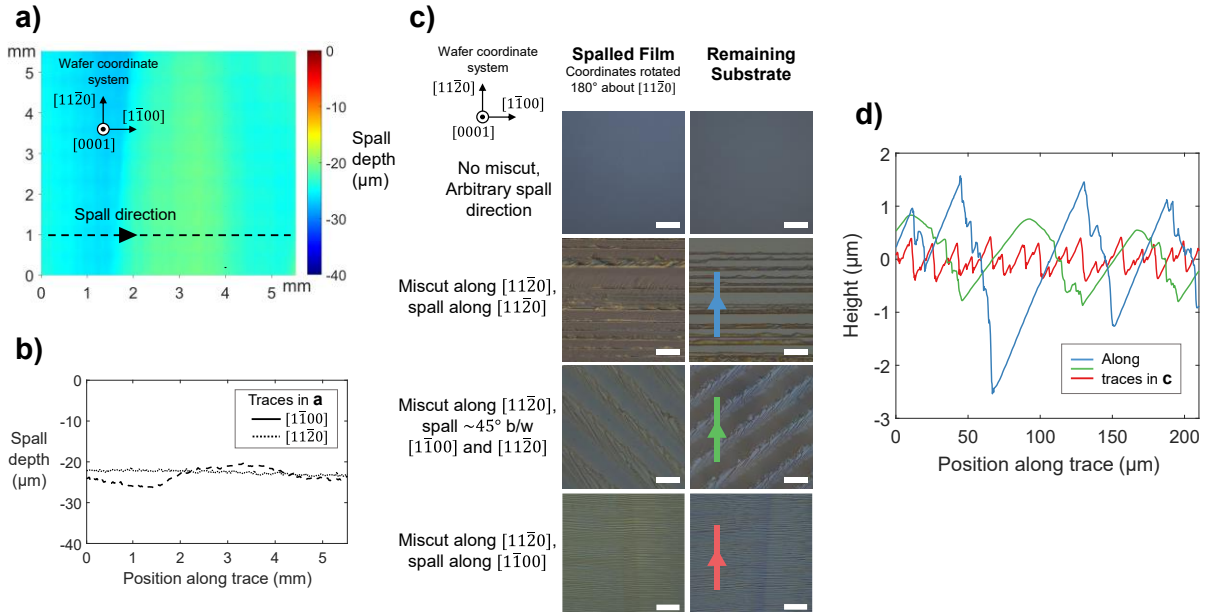 a)
mm
5
4
3
2
1
0
0
1
2
3
4
5
mm
Wafer coordinate
system
[112̅0]
[11̅00]
[0001]
Spall direction
0
-10
-20
-30
-40
Spall
depth
(µm)
b)
0
-10
-20
-30
-40
Spall
depth
(µm)
Traces in a
[11̅00]
[112̅0]
0
1
2
3
4
5
Position along trace (mm)
c)
Wafer coordinate
system
[112̅0]
[11̅00]
[0001]
Spalled Film
Coordinates rotated
180° about [112̅0]
Remaining
Substrate
No miscut,
Arbitrary spall
direction
Miscut along [112̅0],
spall along [112̅0]
Miscut along [112̅0],
spall ~45° b/w
[11̅00] and [112̅0]
Miscut along [112̅0],
spall along [11̅00]
d)
2
1
0
-1
-2
-3
Height (µm)
Along
traces in c
0
50
100
150
200
Position along trace (µm)